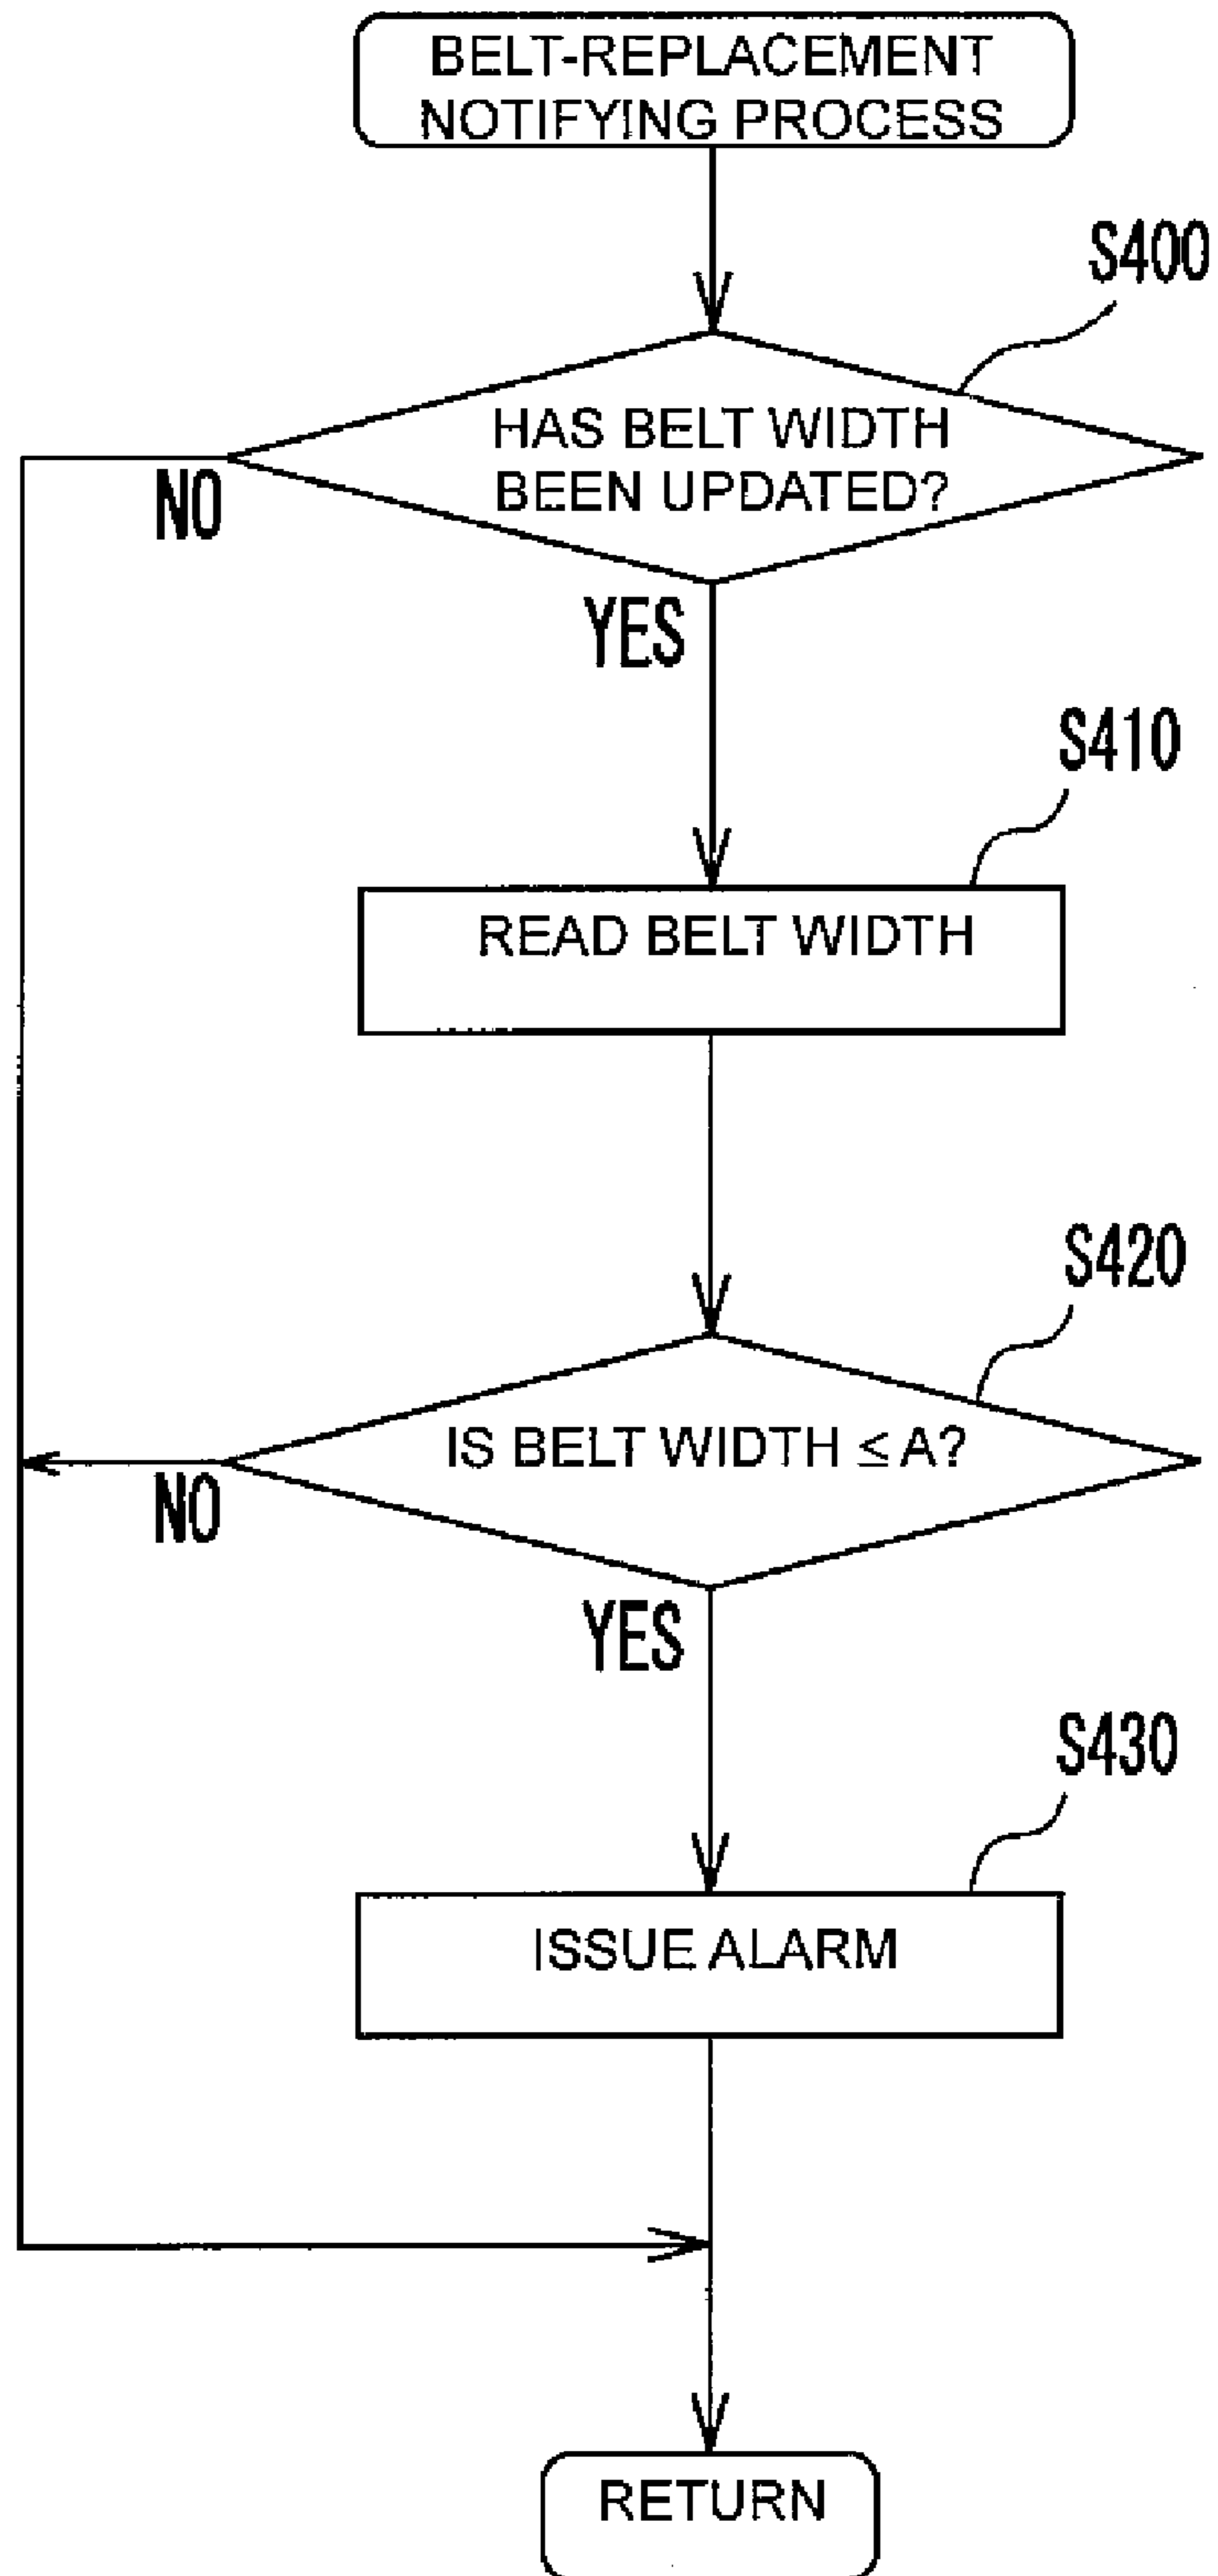 BELT-REPLACEMENT
NOTIFYING PROCESS
S400
HAS BELT WIDTH
BEEN UPDATED?
NO
YES
S410
READ BELT WIDTH
S420
IS BELT WIDTH ≤ A?
NO
YES
S430
ISSUE ALARM
RETURN